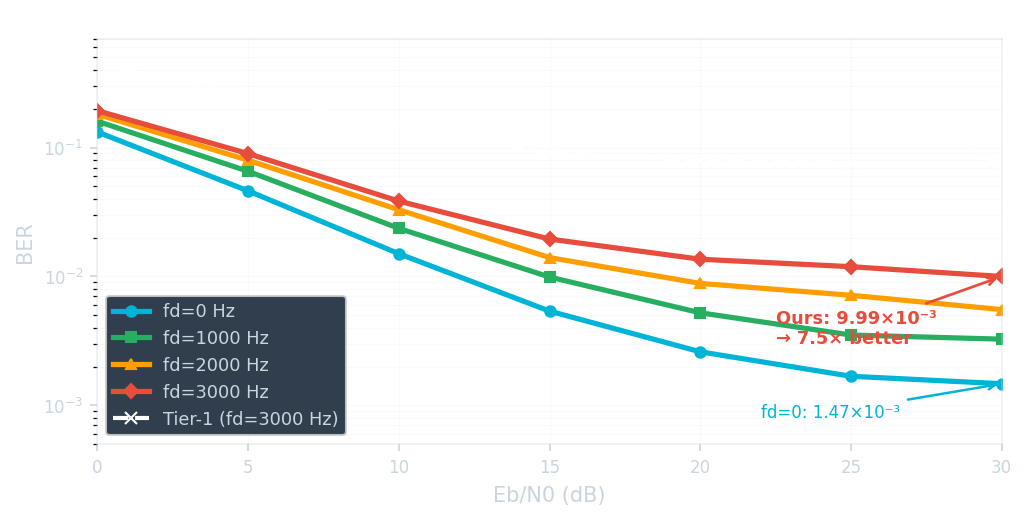 BER
10⁻¹
10⁻²
10⁻³
fd=0 Hz
fd=1000 Hz
fd=2000 Hz
fd=3000 Hz
Tier-1 (fd=3000 Hz)
Ours: 9.99×10⁻³
→ 7.5× better
fd=0: 1.47×10⁻³
0 5 10 15 20 25 30
Eb/N0 (dB)